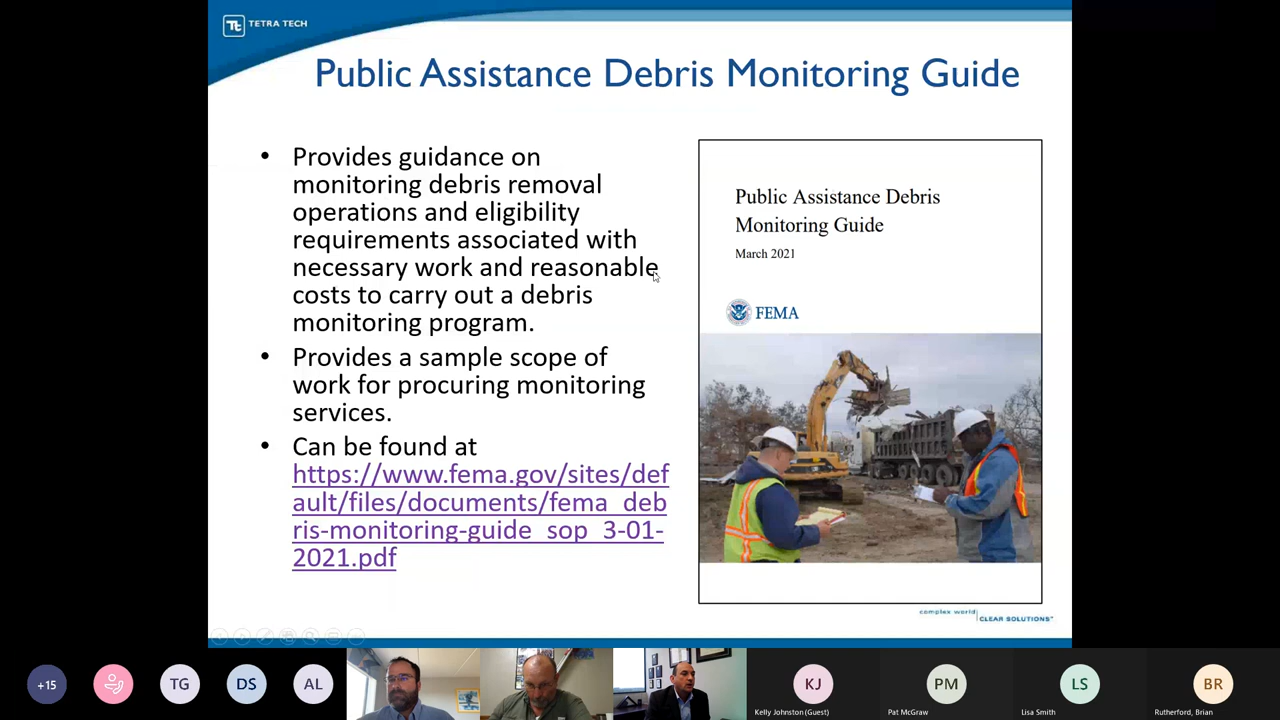 TETRA TECH
Public Assistance Debris Monitoring Guide
• Provides guidance on
monitoring debris removal
operations and eligibility
requirements associated with
necessary work and reasonable
costs to carry out a debris
monitoring program.
• Provides a sample scope of
work for procuring monitoring
services.
• Can be found at
https://www.fema.gov/sites/def
ault/files/documents/fema_deb
ris-monitoring-guide_sop_3-01-
2021.pdf
Public Assistance Debris
Monitoring Guide
March 2021
FEMA
complex world
CLEAR SOLUTIONS™
+15
TG
DS
AL
KJ
Kelly Johnston (Guest)
PM
Pat McGraw
LS
Lisa Smith
BR
Rutherford, Brian